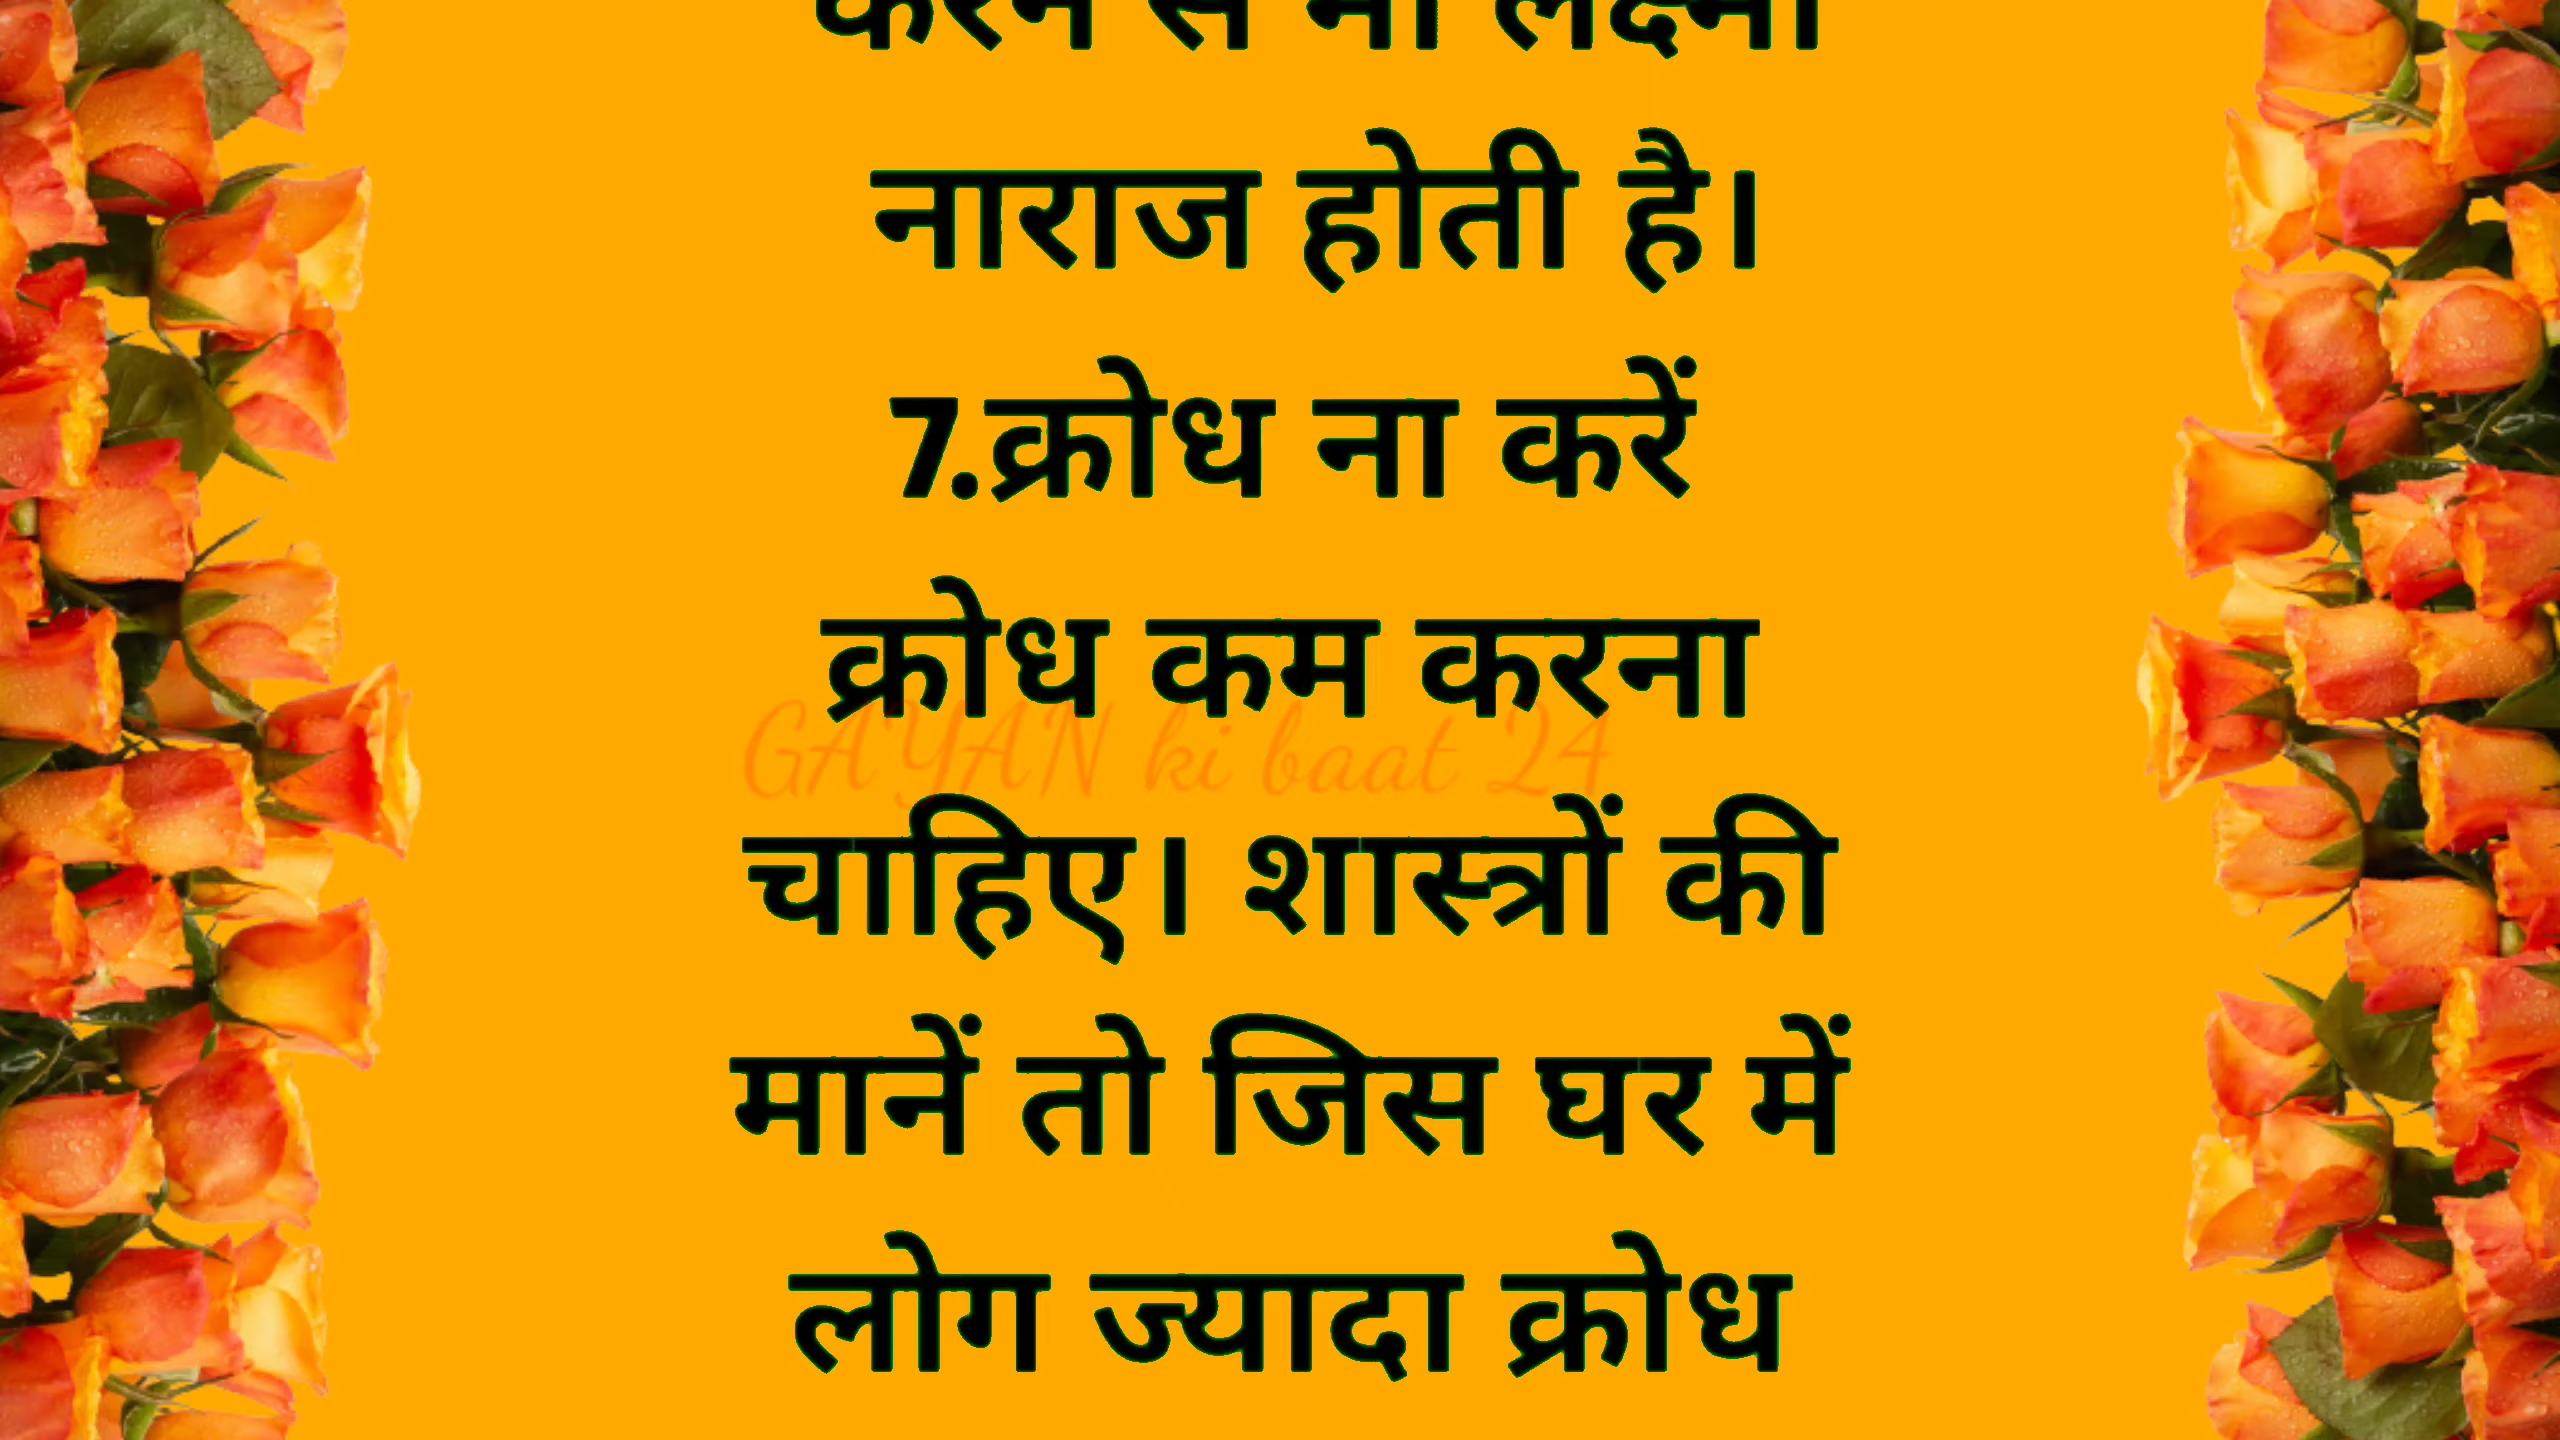 करने से माँ लक्ष्मी
नाराज होती है।
7.क्रोध ना करें
क्रोध कम करना
GAYAN ki baat 24
चाहिए। शास्त्रों की
मानें तो जिस घर में
लोग ज्यादा क्रोध